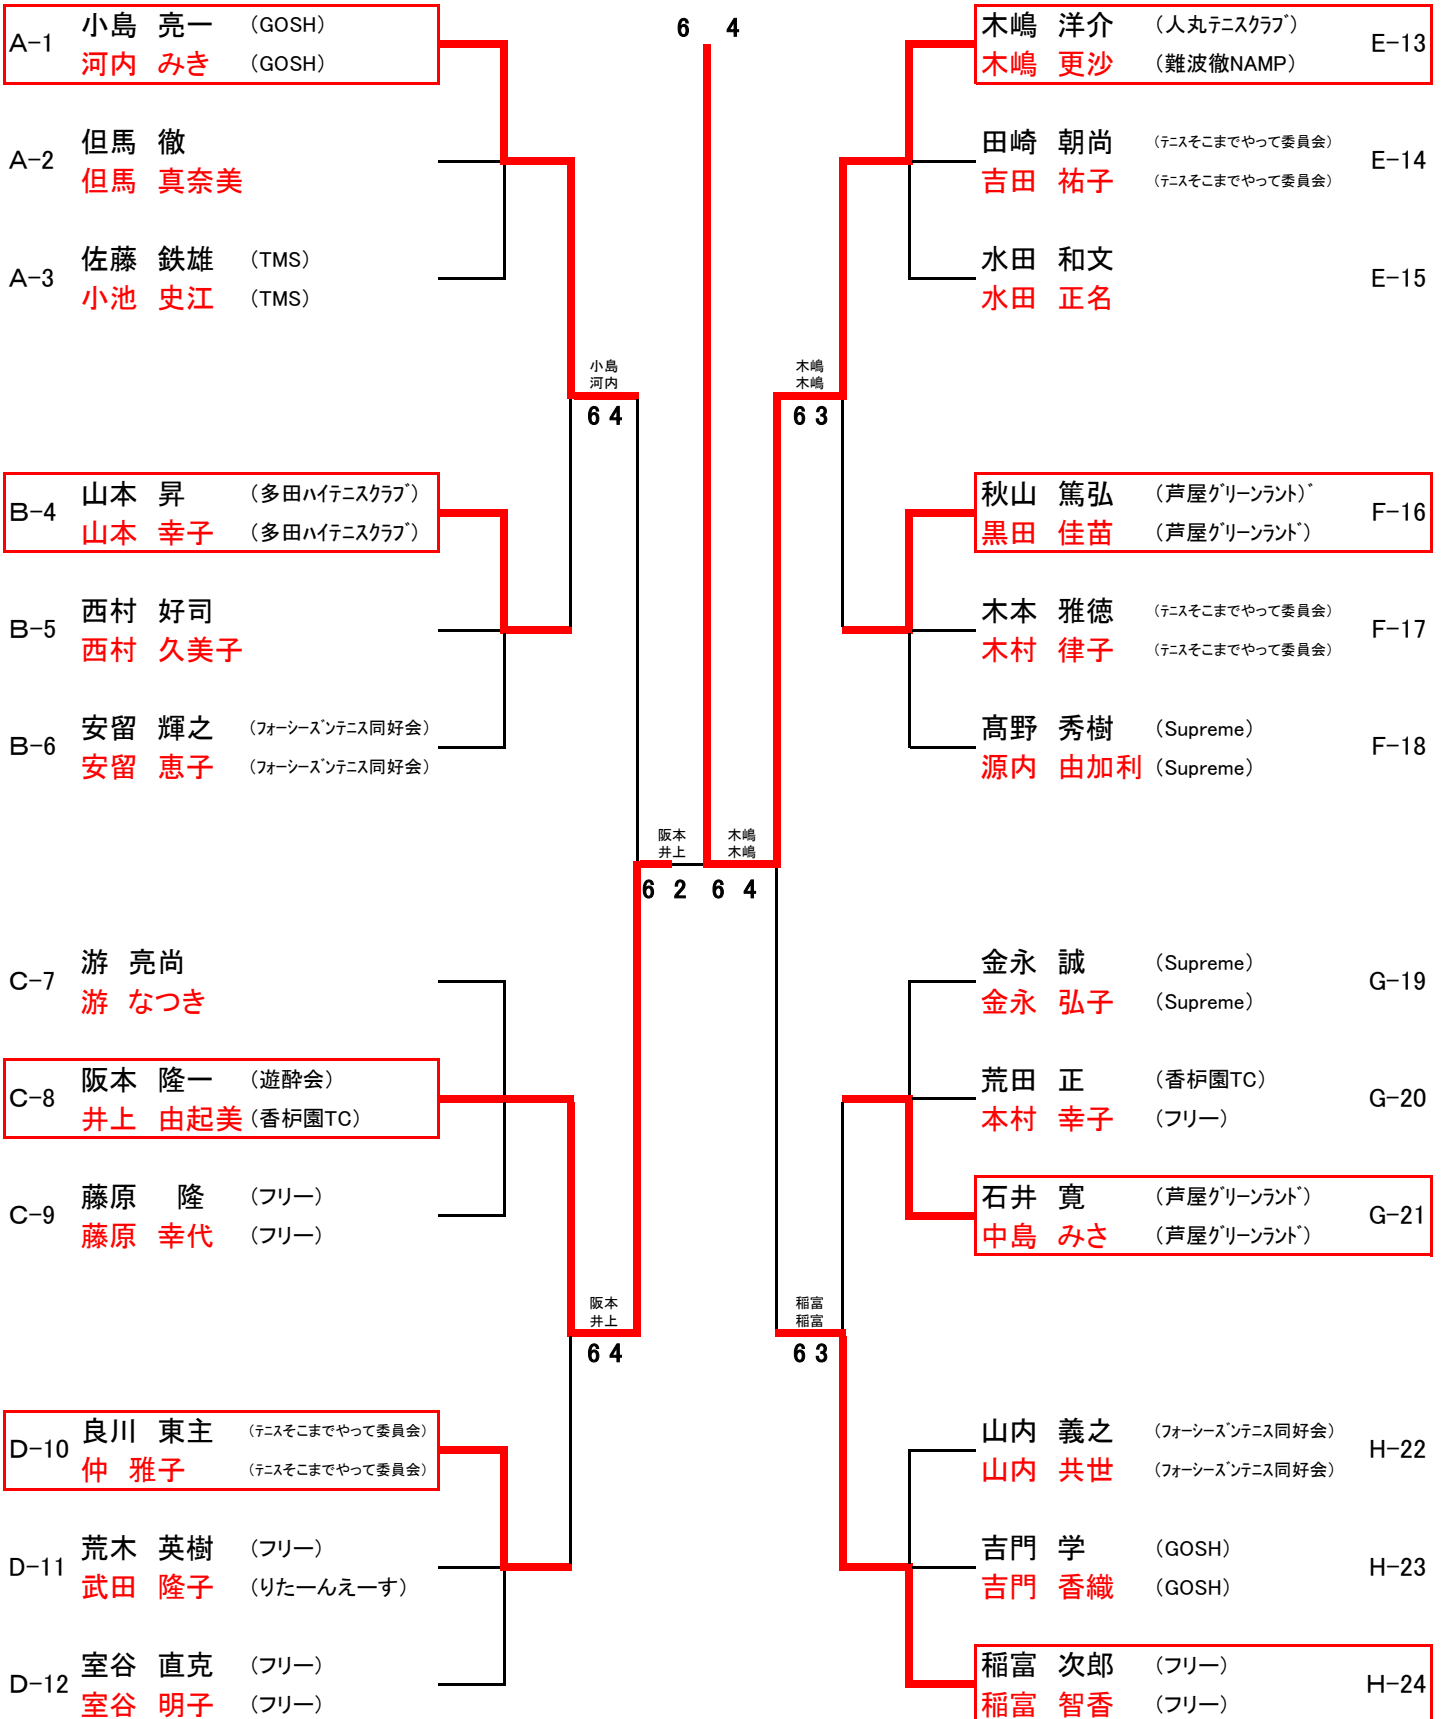 A-1
小島 亮一 (GOSH)
河内 みき (GOSH)
A-2
但馬 徹
但馬 真奈美
A-3
佐藤 鉄雄 (TMS)
小池 史江 (TMS)
小島
河内
6 4
B-4
山本 昇 (多田ハイテニスクラブ)
山本 幸子 (多田ハイテニスクラブ)
B-5
西村 好司
西村 久美子
B-6
安留 輝之 (フォーシーズンテニス同好会)
安留 恵子 (フォーシーズンテニス同好会)
阪本
井上
6 2
C-7
游 亮尚
游 なつき
C-8
阪本 隆一 (遊酔会)
井上 由起美 (香枦園TC)
C-9
藤原 隆 (フリー)
藤原 幸代 (フリー)
阪本
井上
6 4
D-10
良川 東主 (テニスそこまでやって委員会)
仲 雅子 (テニスそこまでやって委員会)
D-11
荒木 英樹 (フリー)
武田 隆子 (りたーんえーす)
D-12
室谷 直克 (フリー)
室谷 明子 (フリー)
6 4
木嶋 洋介 (人丸テニスクラブ)
木嶋 更沙 (難波徹NAMP)
E-13
田崎 朝尚 (テニスそこまでやって委員会)
吉田 祐子 (テニスそこまでやって委員会)
E-14
水田 和文
水田 正名
E-15
木嶋
木嶋
6 3
秋山 篤弘 (芦屋グリーンラント)゛
黒田 佳苗 (芦屋グリーンランド)
F-16
木本 雅徳 (テニスそこまでやって委員会)
木村 律子 (テニスそこまでやって委員会)
F-17
髙野 秀樹 (Supreme)
源内 由加利 (Supreme)
F-18
木嶋
木嶋
6 4
金永 誠 (Supreme)
金永 弘子 (Supreme)
G-19
荒田 正 (香枦園TC)
本村 幸子 (フリー)
G-20
石井 寛 (芦屋グリーンランド)
中島 みさ (芦屋グリーンランド)
G-21
稲富
稲富
6 3
山内 義之 (フォーシーズンテニス同好会)
山内 共世 (フォーシーズンテニス同好会)
H-22
吉門 学 (GOSH)
吉門 香織 (GOSH)
H-23
稲富 次郎 (フリー)
稲富 智香 (フリー)
H-24